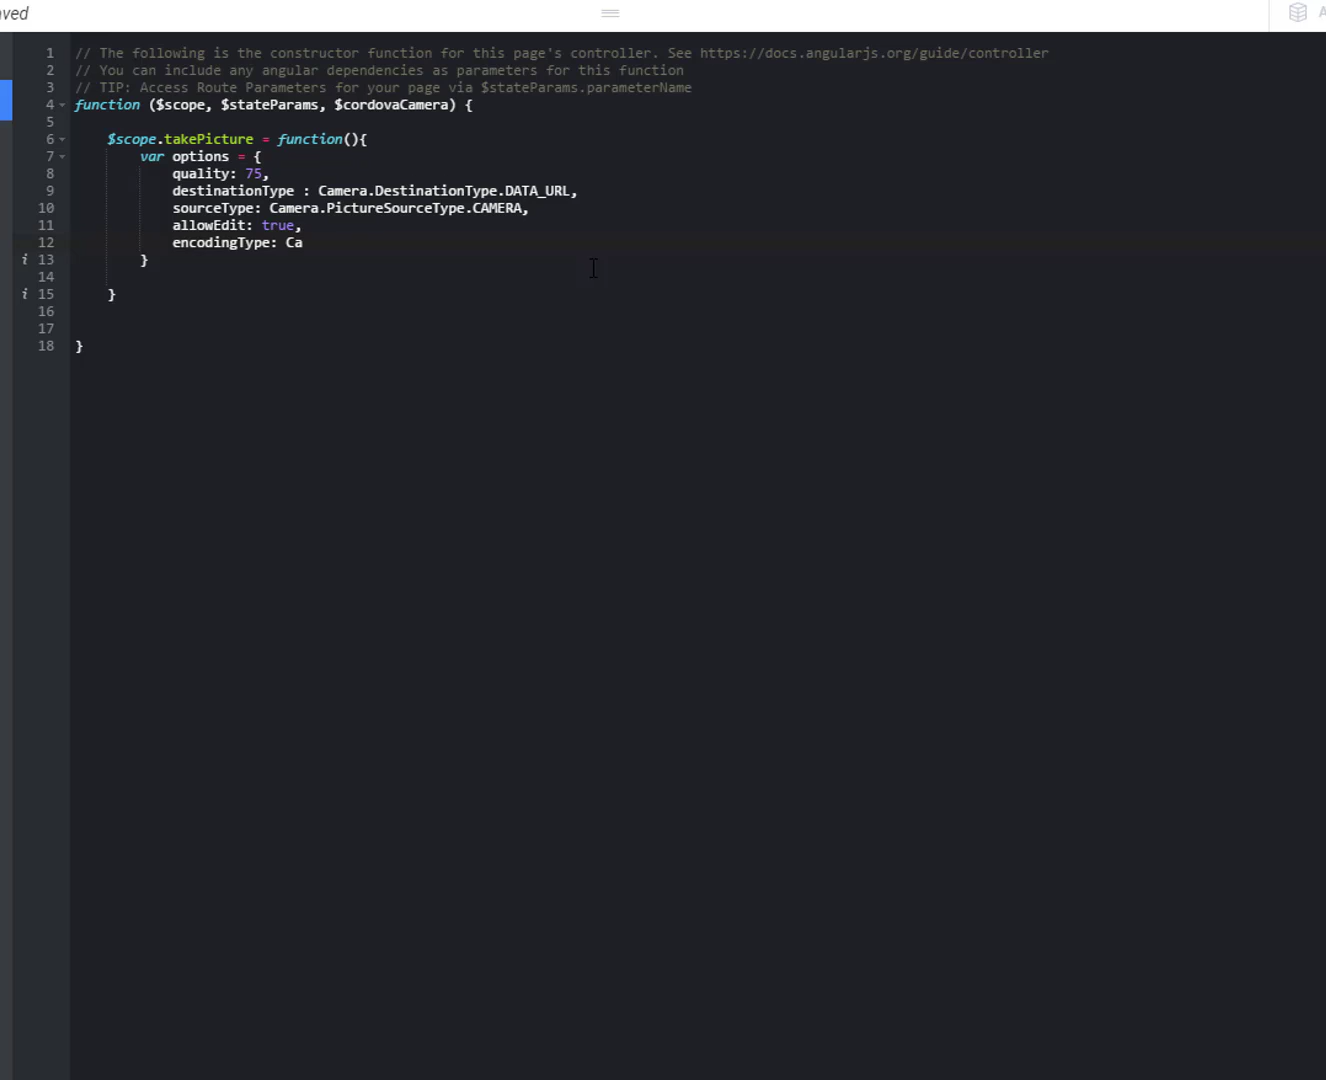 aved
1 // The following is the constructor function for this page's controller. See https://docs.angularjs.org/guide/controller
2 // You can include any angular dependencies as parameters for this function
3 // TIP: Access Route Parameters for your page via $stateParams.parameterName
4 function ($scope, $stateParams, $cordovaCamera) {
5
6 $scope.takePicture = function(){
7 var options = {
8 quality: 75,
9 destinationType : Camera.DestinationType.DATA_URL,
10 sourceType: Camera.PictureSourceType.CAMERA,
11 allowEdit: true,
12 encodingType: Ca
i 13 }
14
i 15 }
16
17
18 }